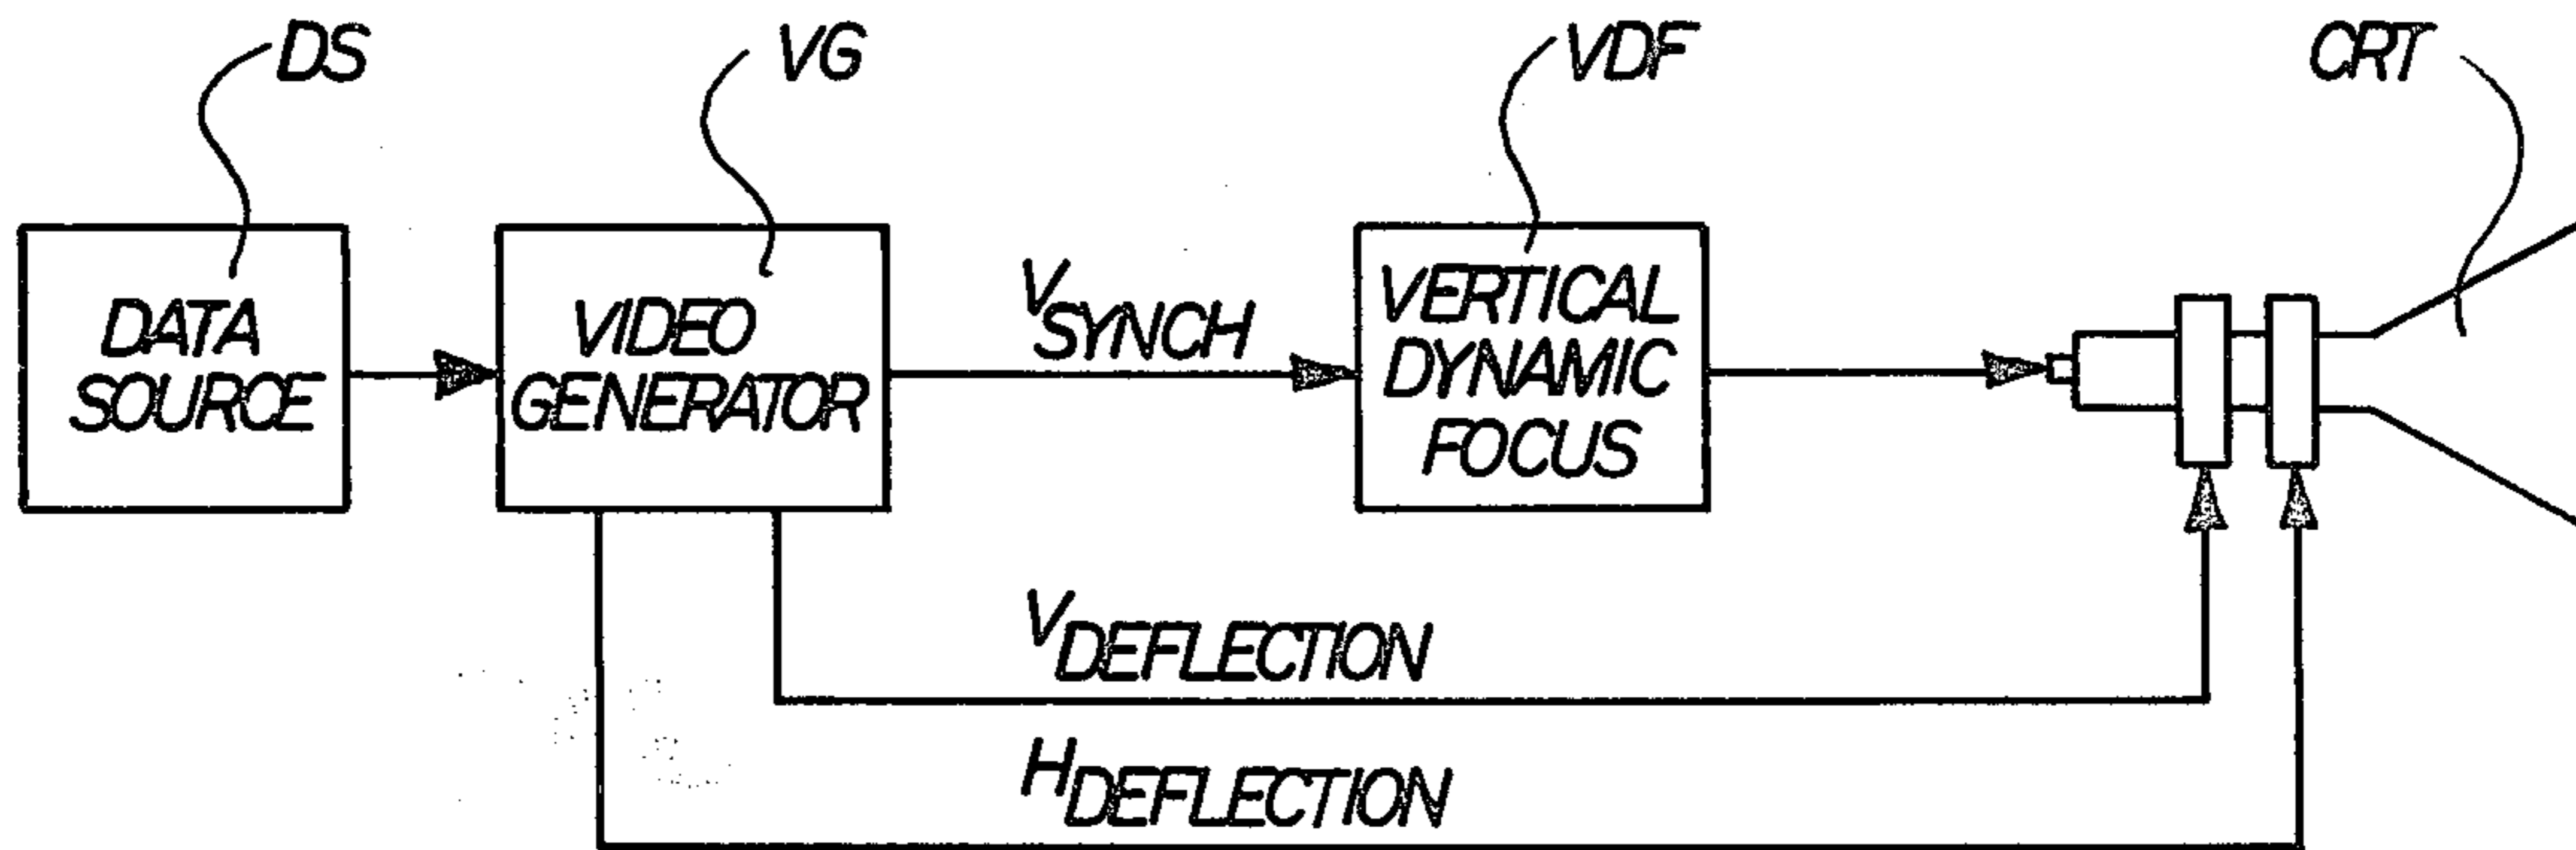 DS
VG
VDF
CRT
DATA
SOURCE
VIDEO
GENERATOR
VSYNCH
VERTICAL
DYNAMIC
FOCUS
VDEFLECTION
HDEFLECTION